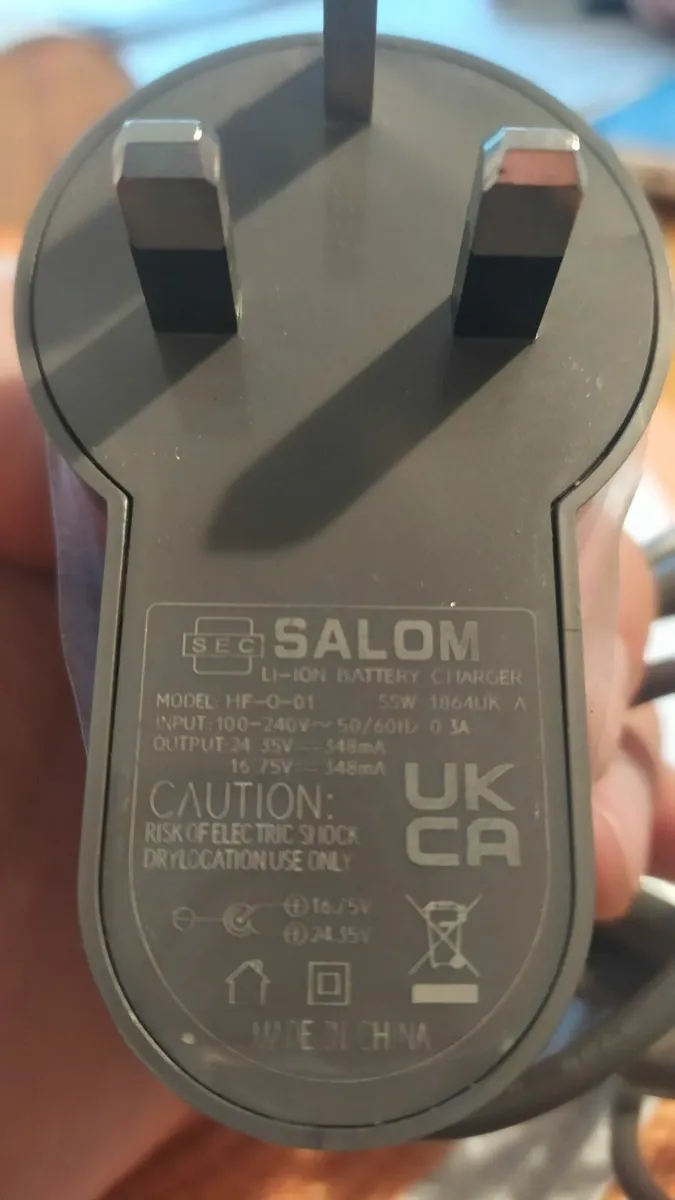 SEC SALOM
LI-ION BATTERY CHARGER
MODEL: HF-O-01 SSW-1864UK-A
INPUT: 100-240V~ 50/60Hz 0.3A
OUTPUT: 24.35V 348mA
16.75V 348mA
CAUTION:
RISK OF ELECTRIC SHOCK
DRY LOCATION USE ONLY
UK
CA
16.75V
24.35V
MADE IN CHINA